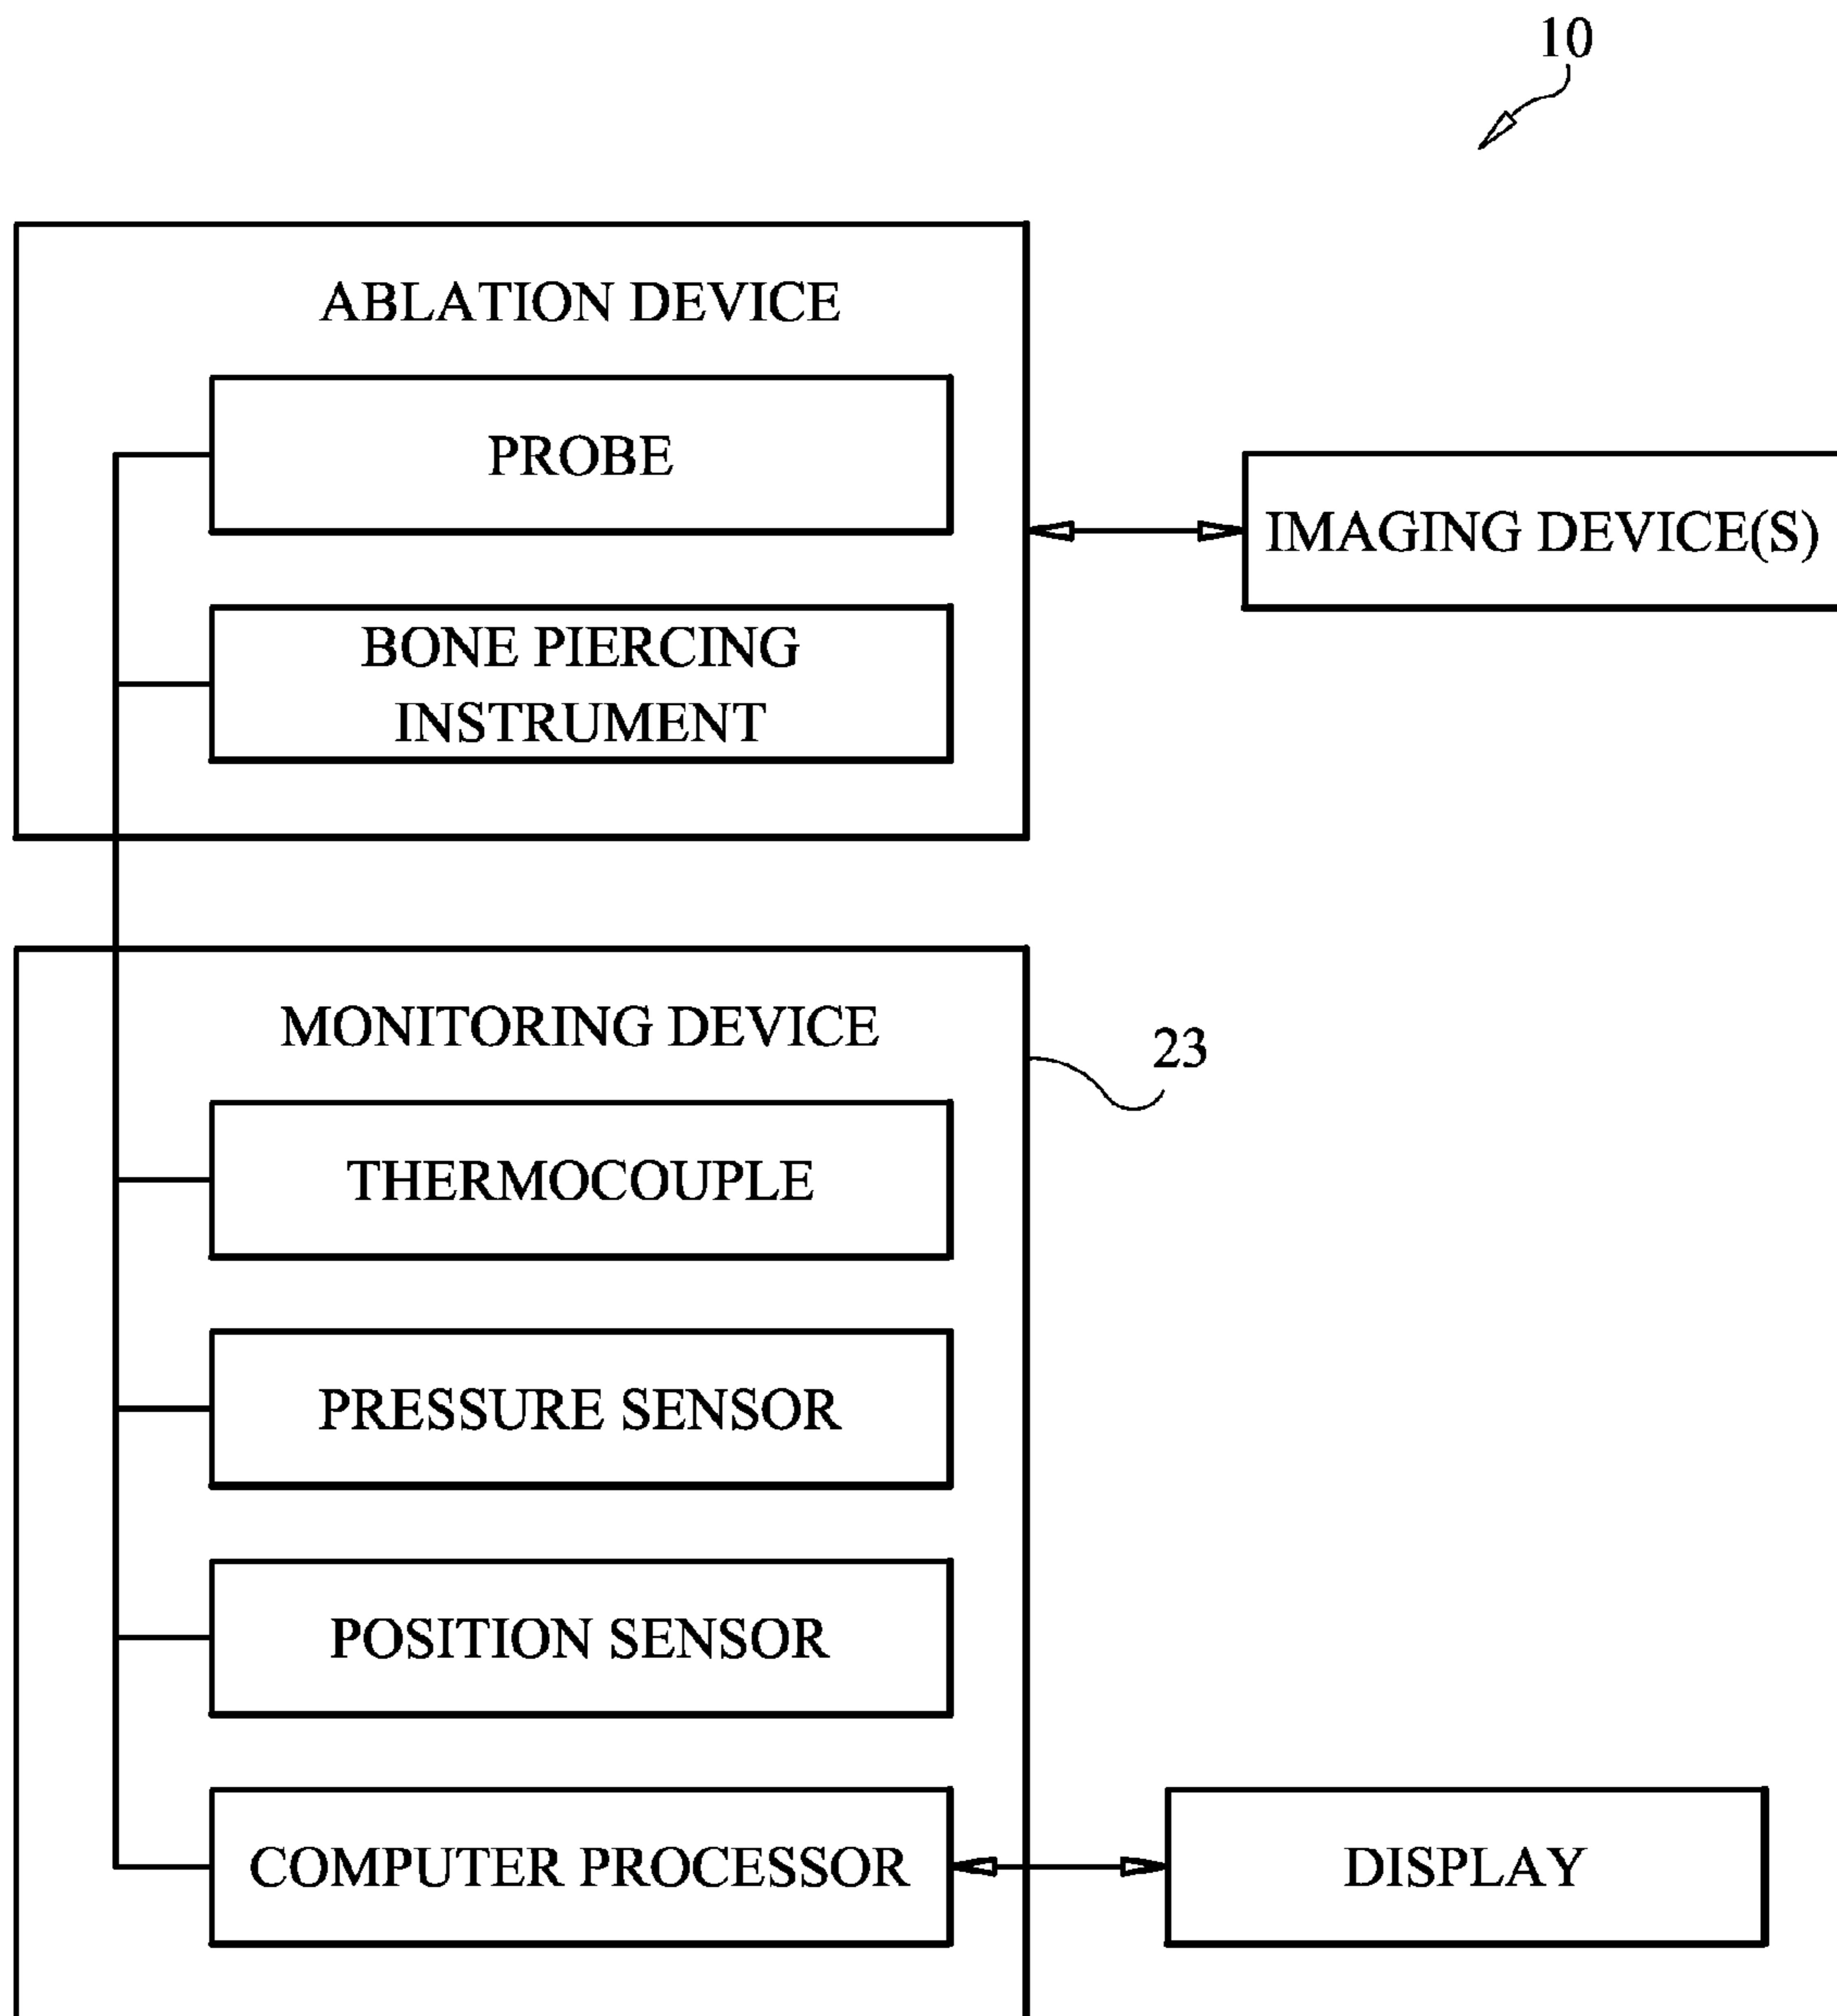 10
ABLATION DEVICE
PROBE
IMAGING DEVICE(S)
BONE PIERCING
INSTRUMENT
MONITORING DEVICE
23
THERMOCOUPLE
PRESSURE SENSOR
POSITION SENSOR
COMPUTER PROCESSOR
DISPLAY